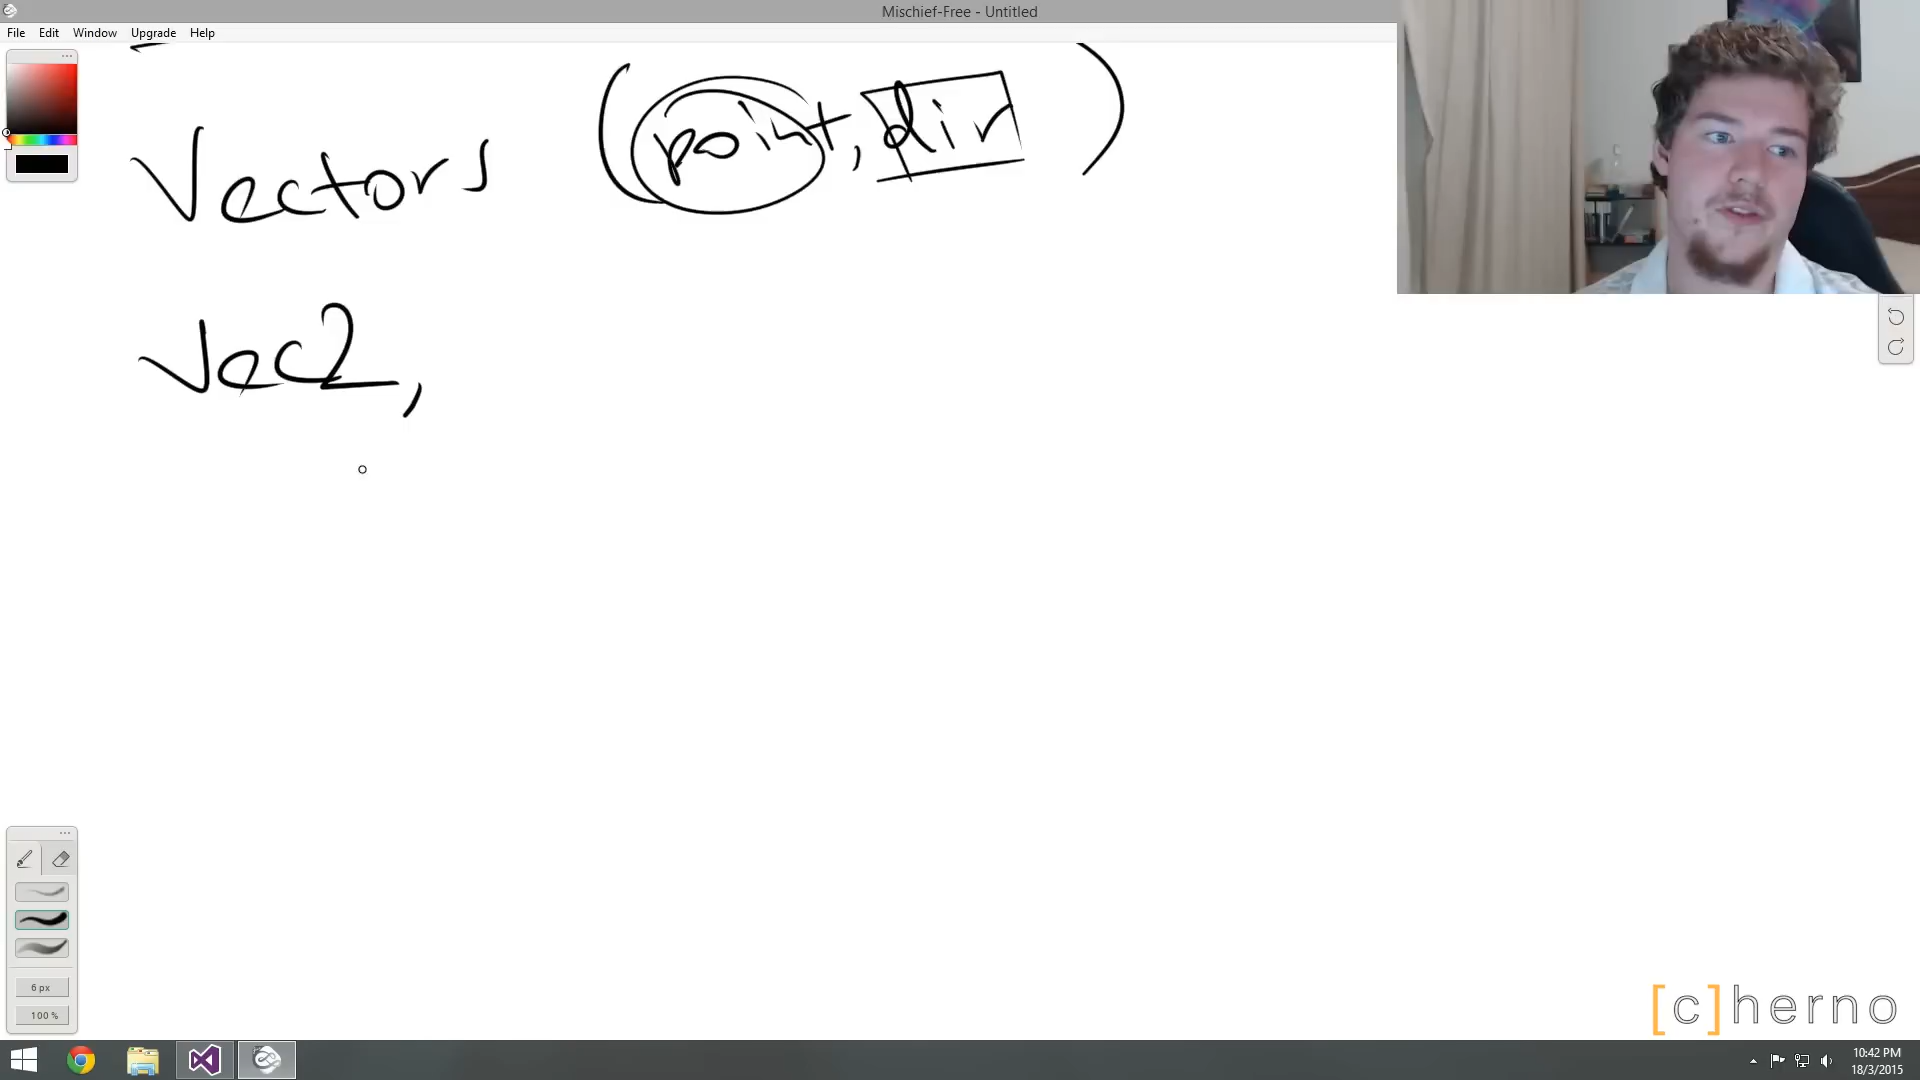 Mischief-Free - Untitled
File Edit Window Upgrade Help
Vectors (point, dir)
Vec2,
6 px
100 %
[c]herno
10:42 PM
18/3/2015